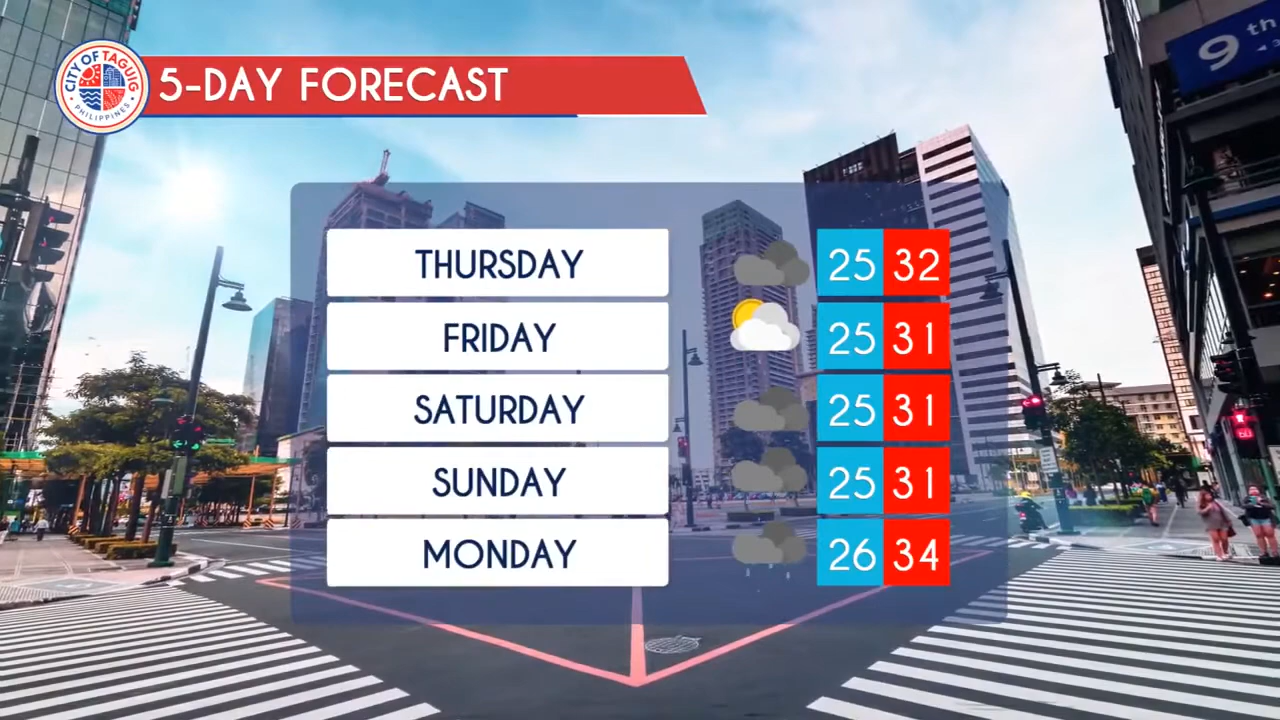 CITY OF TAGUIG
PHILIPPINES
5-DAY FORECAST
9th
THURSDAY 25 32
FRIDAY 25 31
SATURDAY 25 31
SUNDAY 25 31
MONDAY 26 34